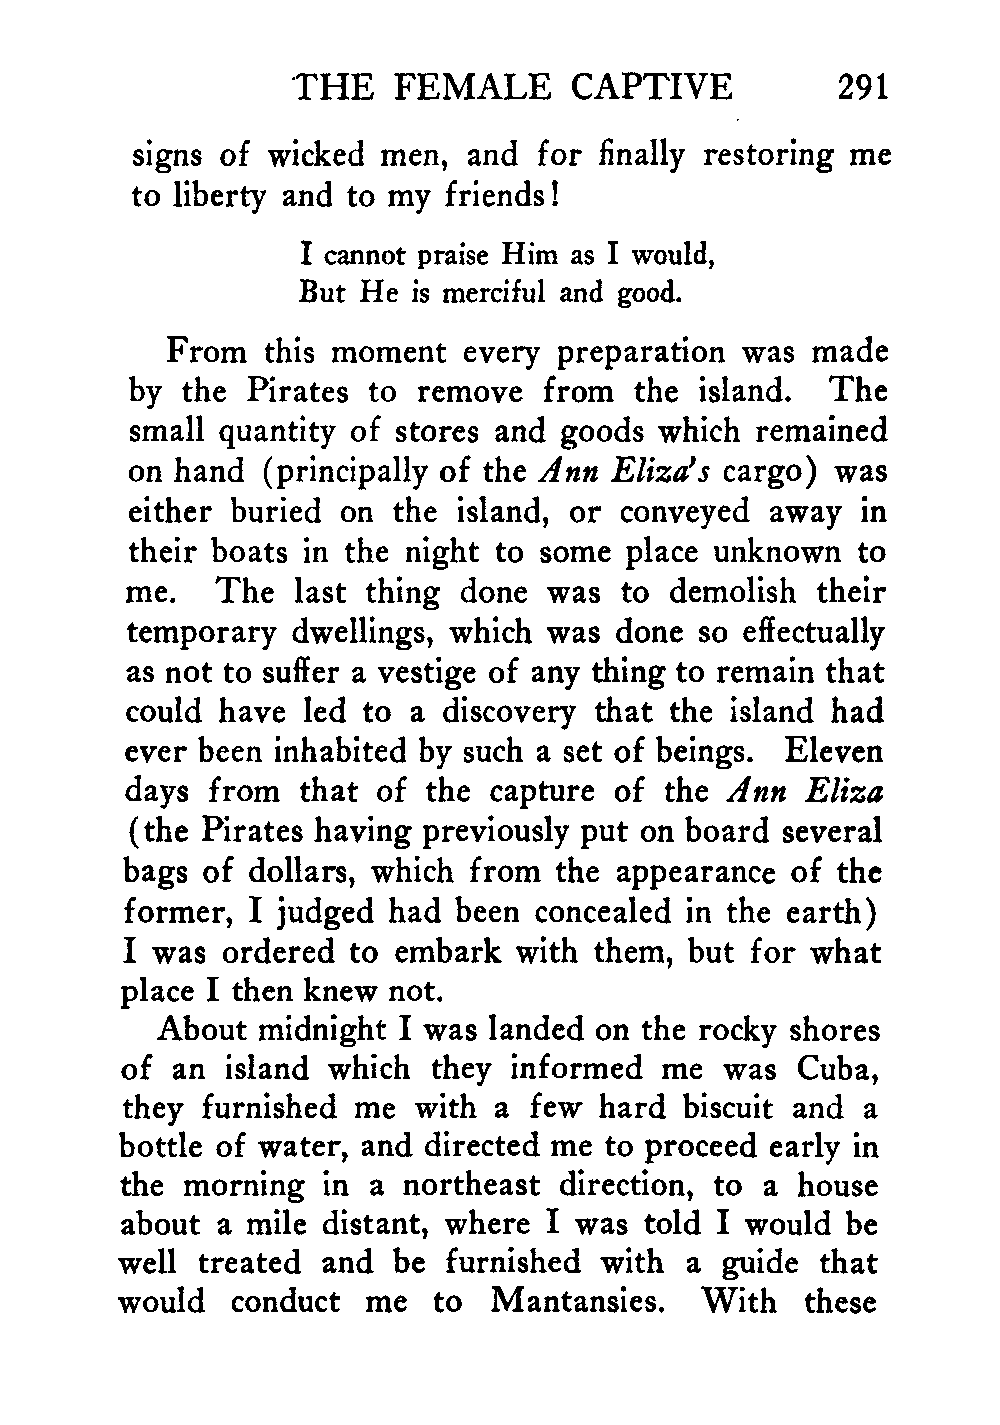 THE FEMALE CAPTIVE 291
signs of wicked men, and for finally restoring me
to liberty and to my friends!
I cannot praise Him as I would,
But He is merciful and good.
From this moment every preparation was made
by the Pirates to remove from the island. The
small quantity of stores and goods which remained
on hand (principally of the Ann Eliza's cargo) was
either buried on the island, or conveyed away in
their boats in the night to some place unknown to
me. The last thing done was to demolish their
temporary dwellings, which was done so effectually
as not to suffer a vestige of any thing to remain that
could have led to a discovery that the island had
ever been inhabited by such a set of beings. Eleven
days from that of the capture of the Ann Eliza
(the Pirates having previously put on board several
bags of dollars, which from the appearance of the
former, I judged had been concealed in the earth)
I was ordered to embark with them, but for what
place I then knew not.
About midnight I was landed on the rocky shores
of an island which they informed me was Cuba,
they furnished me with a few hard biscuit and a
bottle of water, and directed me to proceed early in
the morning in a northeast direction, to a house
about a mile distant, where I was told I would be
well treated and be furnished with a guide that
would conduct me to Mantansies. With these